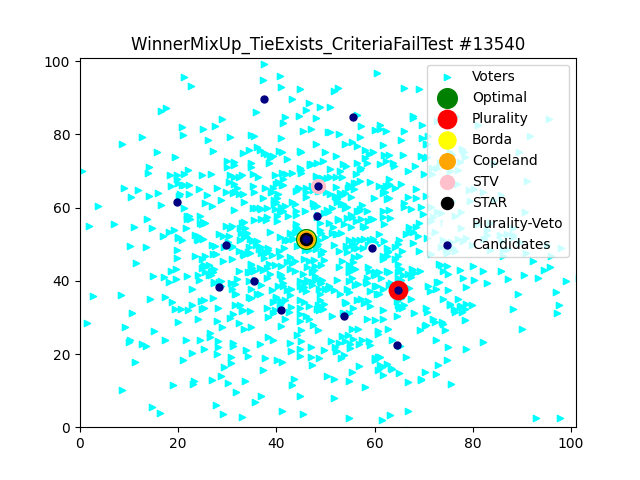 WinnerMixUp_TieExists_CriteriaFailTest #13540
100
80
60
40
20
0
0 20 40 60 80 100
Voters
Optimal
Plurality
Borda
Copeland
STV
STAR
Plurality-Veto
Candidates